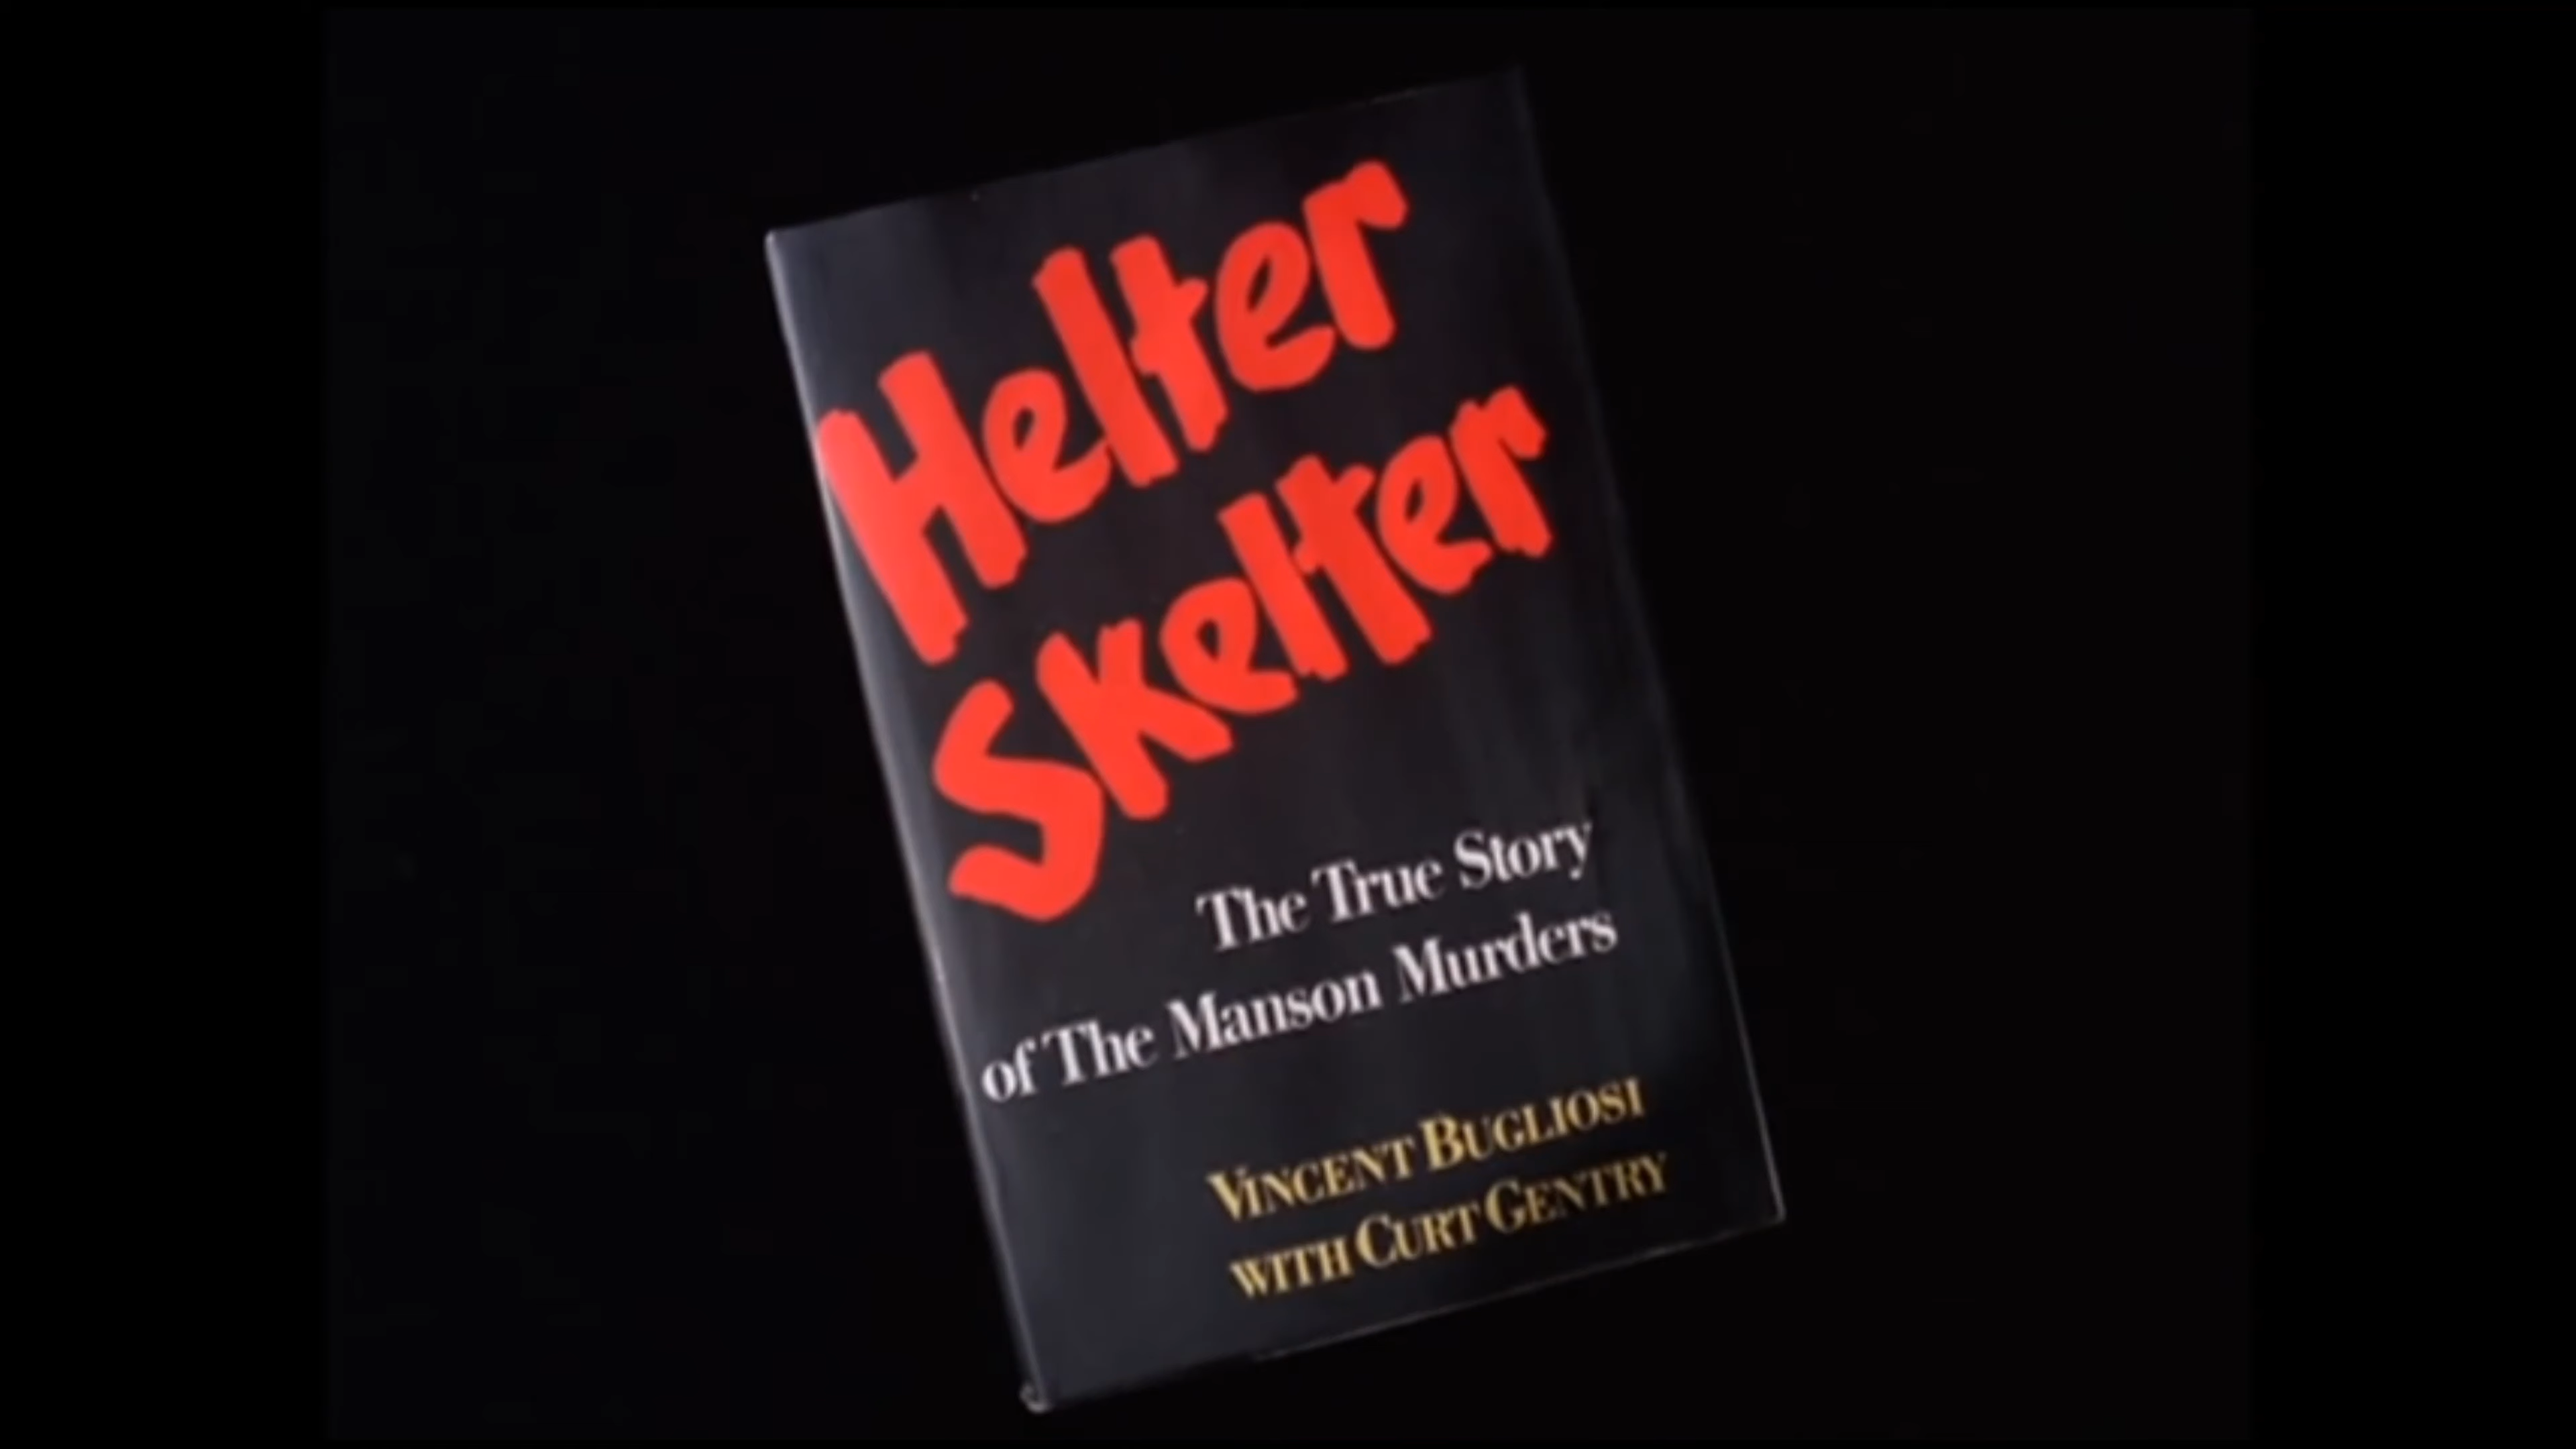 Helter
Skelter
The True Story
of The Manson Murders
VINCENT BUGLIOSI
WITH CURT GENTRY